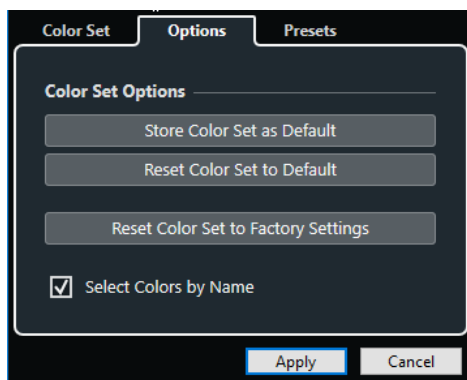 Color Set Options Presets
Color Set Options
Store Color Set as Default
Reset Color Set to Default
Reset Color Set to Factory Settings
Select Colors by Name
Apply Cancel